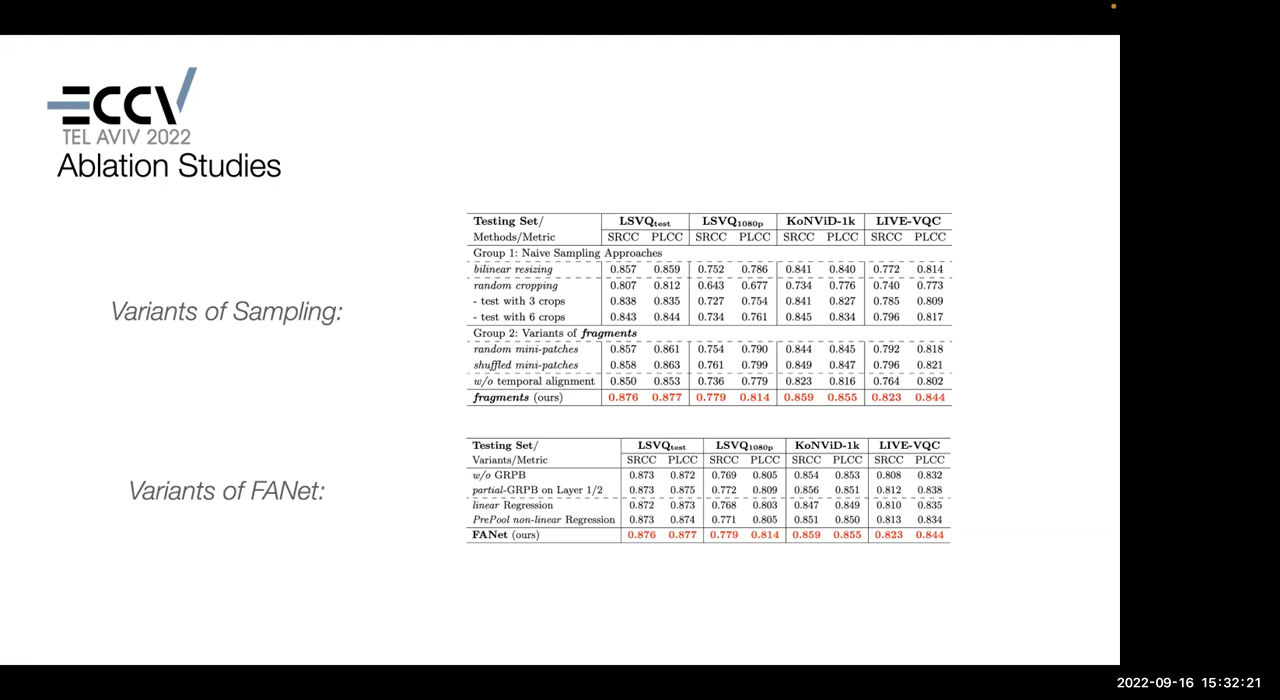 ECCV
TEL AVIV 2022
Ablation Studies
Variants of Sampling:
Testing Set/ LSVQtest LSVQ1080p KoNViD-1k LIVE-VQC
Methods/Metric SRCC PLCC SRCC PLCC SRCC PLCC SRCC PLCC
Group 1: Naive Sampling Approaches
bilinear resizing 0.857 0.859 0.752 0.786 0.841 0.840 0.772 0.814
random cropping 0.807 0.812 0.643 0.677 0.734 0.776 0.740 0.773
- test with 3 crops 0.838 0.835 0.727 0.754 0.841 0.827 0.785 0.809
- test with 6 crops 0.843 0.844 0.734 0.761 0.845 0.834 0.796 0.817
Group 2: Variants of fragments
random mini-patches 0.857 0.861 0.754 0.790 0.844 0.845 0.792 0.818
shuffled mini-patches 0.858 0.863 0.761 0.799 0.849 0.847 0.796 0.821
w/o temporal alignment 0.850 0.853 0.736 0.779 0.823 0.816 0.764 0.802
fragments (ours) 0.876 0.877 0.779 0.814 0.859 0.855 0.823 0.844
Variants of FANet:
Testing Set/ LSVQtest LSVQ1080p KoNViD-1k LIVE-VQC
Variants/Metric SRCC PLCC SRCC PLCC SRCC PLCC SRCC PLCC
w/o GRPB 0.873 0.872 0.769 0.805 0.854 0.853 0.808 0.832
partial-GRPB on Layer 1/2 0.873 0.875 0.772 0.809 0.856 0.851 0.812 0.838
linear Regression 0.872 0.873 0.768 0.803 0.847 0.849 0.810 0.835
PrePool non-linear Regression 0.873 0.874 0.771 0.805 0.851 0.850 0.813 0.834
FANet (ours) 0.876 0.877 0.779 0.814 0.859 0.855 0.823 0.844
2022-09-16 15:32:21